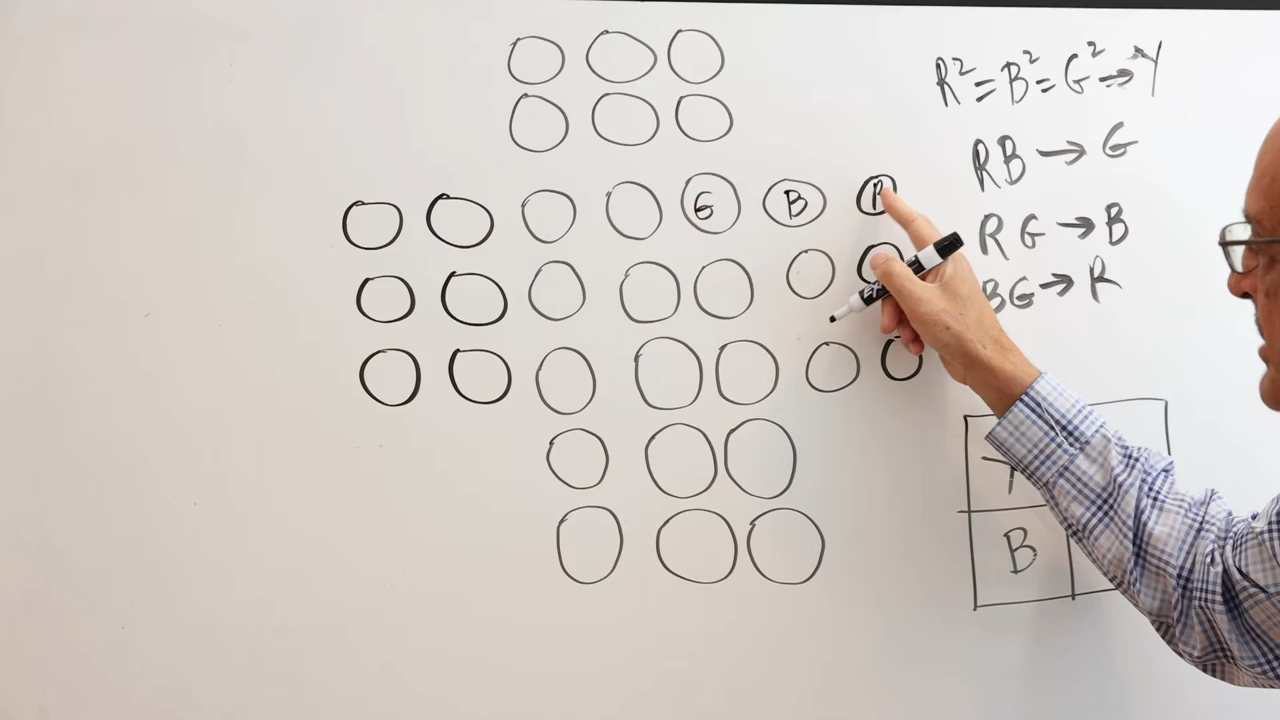 R² = B² = G² → Y
RB → G
G B R
RG → B
BG → R
Y
B